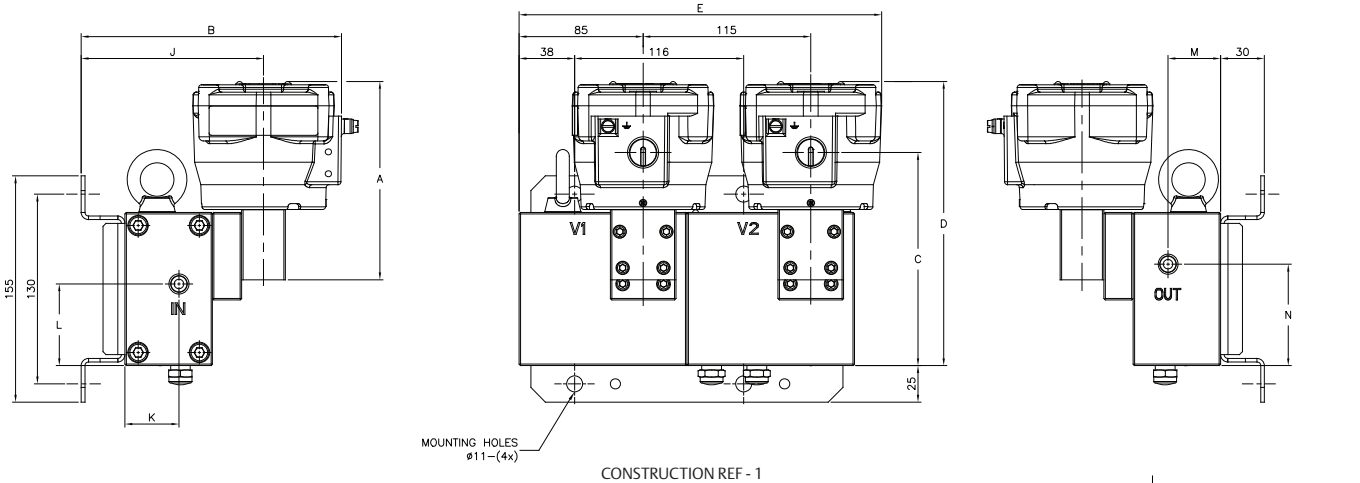 B
J
A
155
130
L
IN
K
E
85
115
38
116
V1
V2
C
D
25
MOUNTING HOLES
ø11-(4x)
CONSTRUCTION REF - 1
M
30
OUT
N